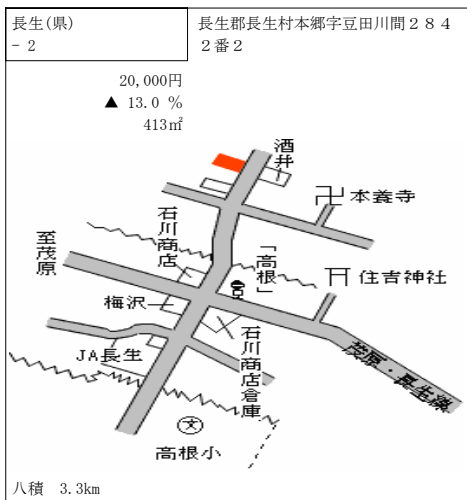 長生(県)
- 2
長生郡長生村本郷字豆田川間284
2番2
20,000円
▲ 13.0 %
413㎡
酒井
卍 本養寺
石川商店
「高根」
至茂原
住吉神社
梅沢
石川商店倉庫
JA長生
茂原・長生線
文
高根小
八積 3.3km